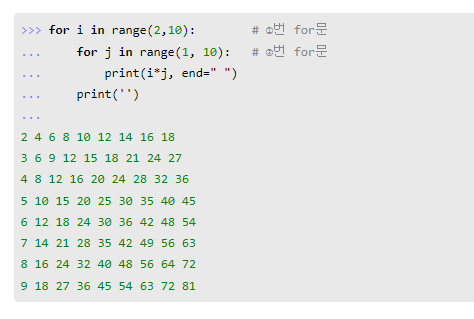 >>> for i in range(2,10):        # ①번 for문
...     for j in range(1, 10):   # ②번 for문
...         print(i*j, end=" ")
...     print('')
...
2 4 6 8 10 12 14 16 18
3 6 9 12 15 18 21 24 27
4 8 12 16 20 24 28 32 36
5 10 15 20 25 30 35 40 45
6 12 18 24 30 36 42 48 54
7 14 21 28 35 42 49 56 63
8 16 24 32 40 48 56 64 72
9 18 27 36 45 54 63 72 81